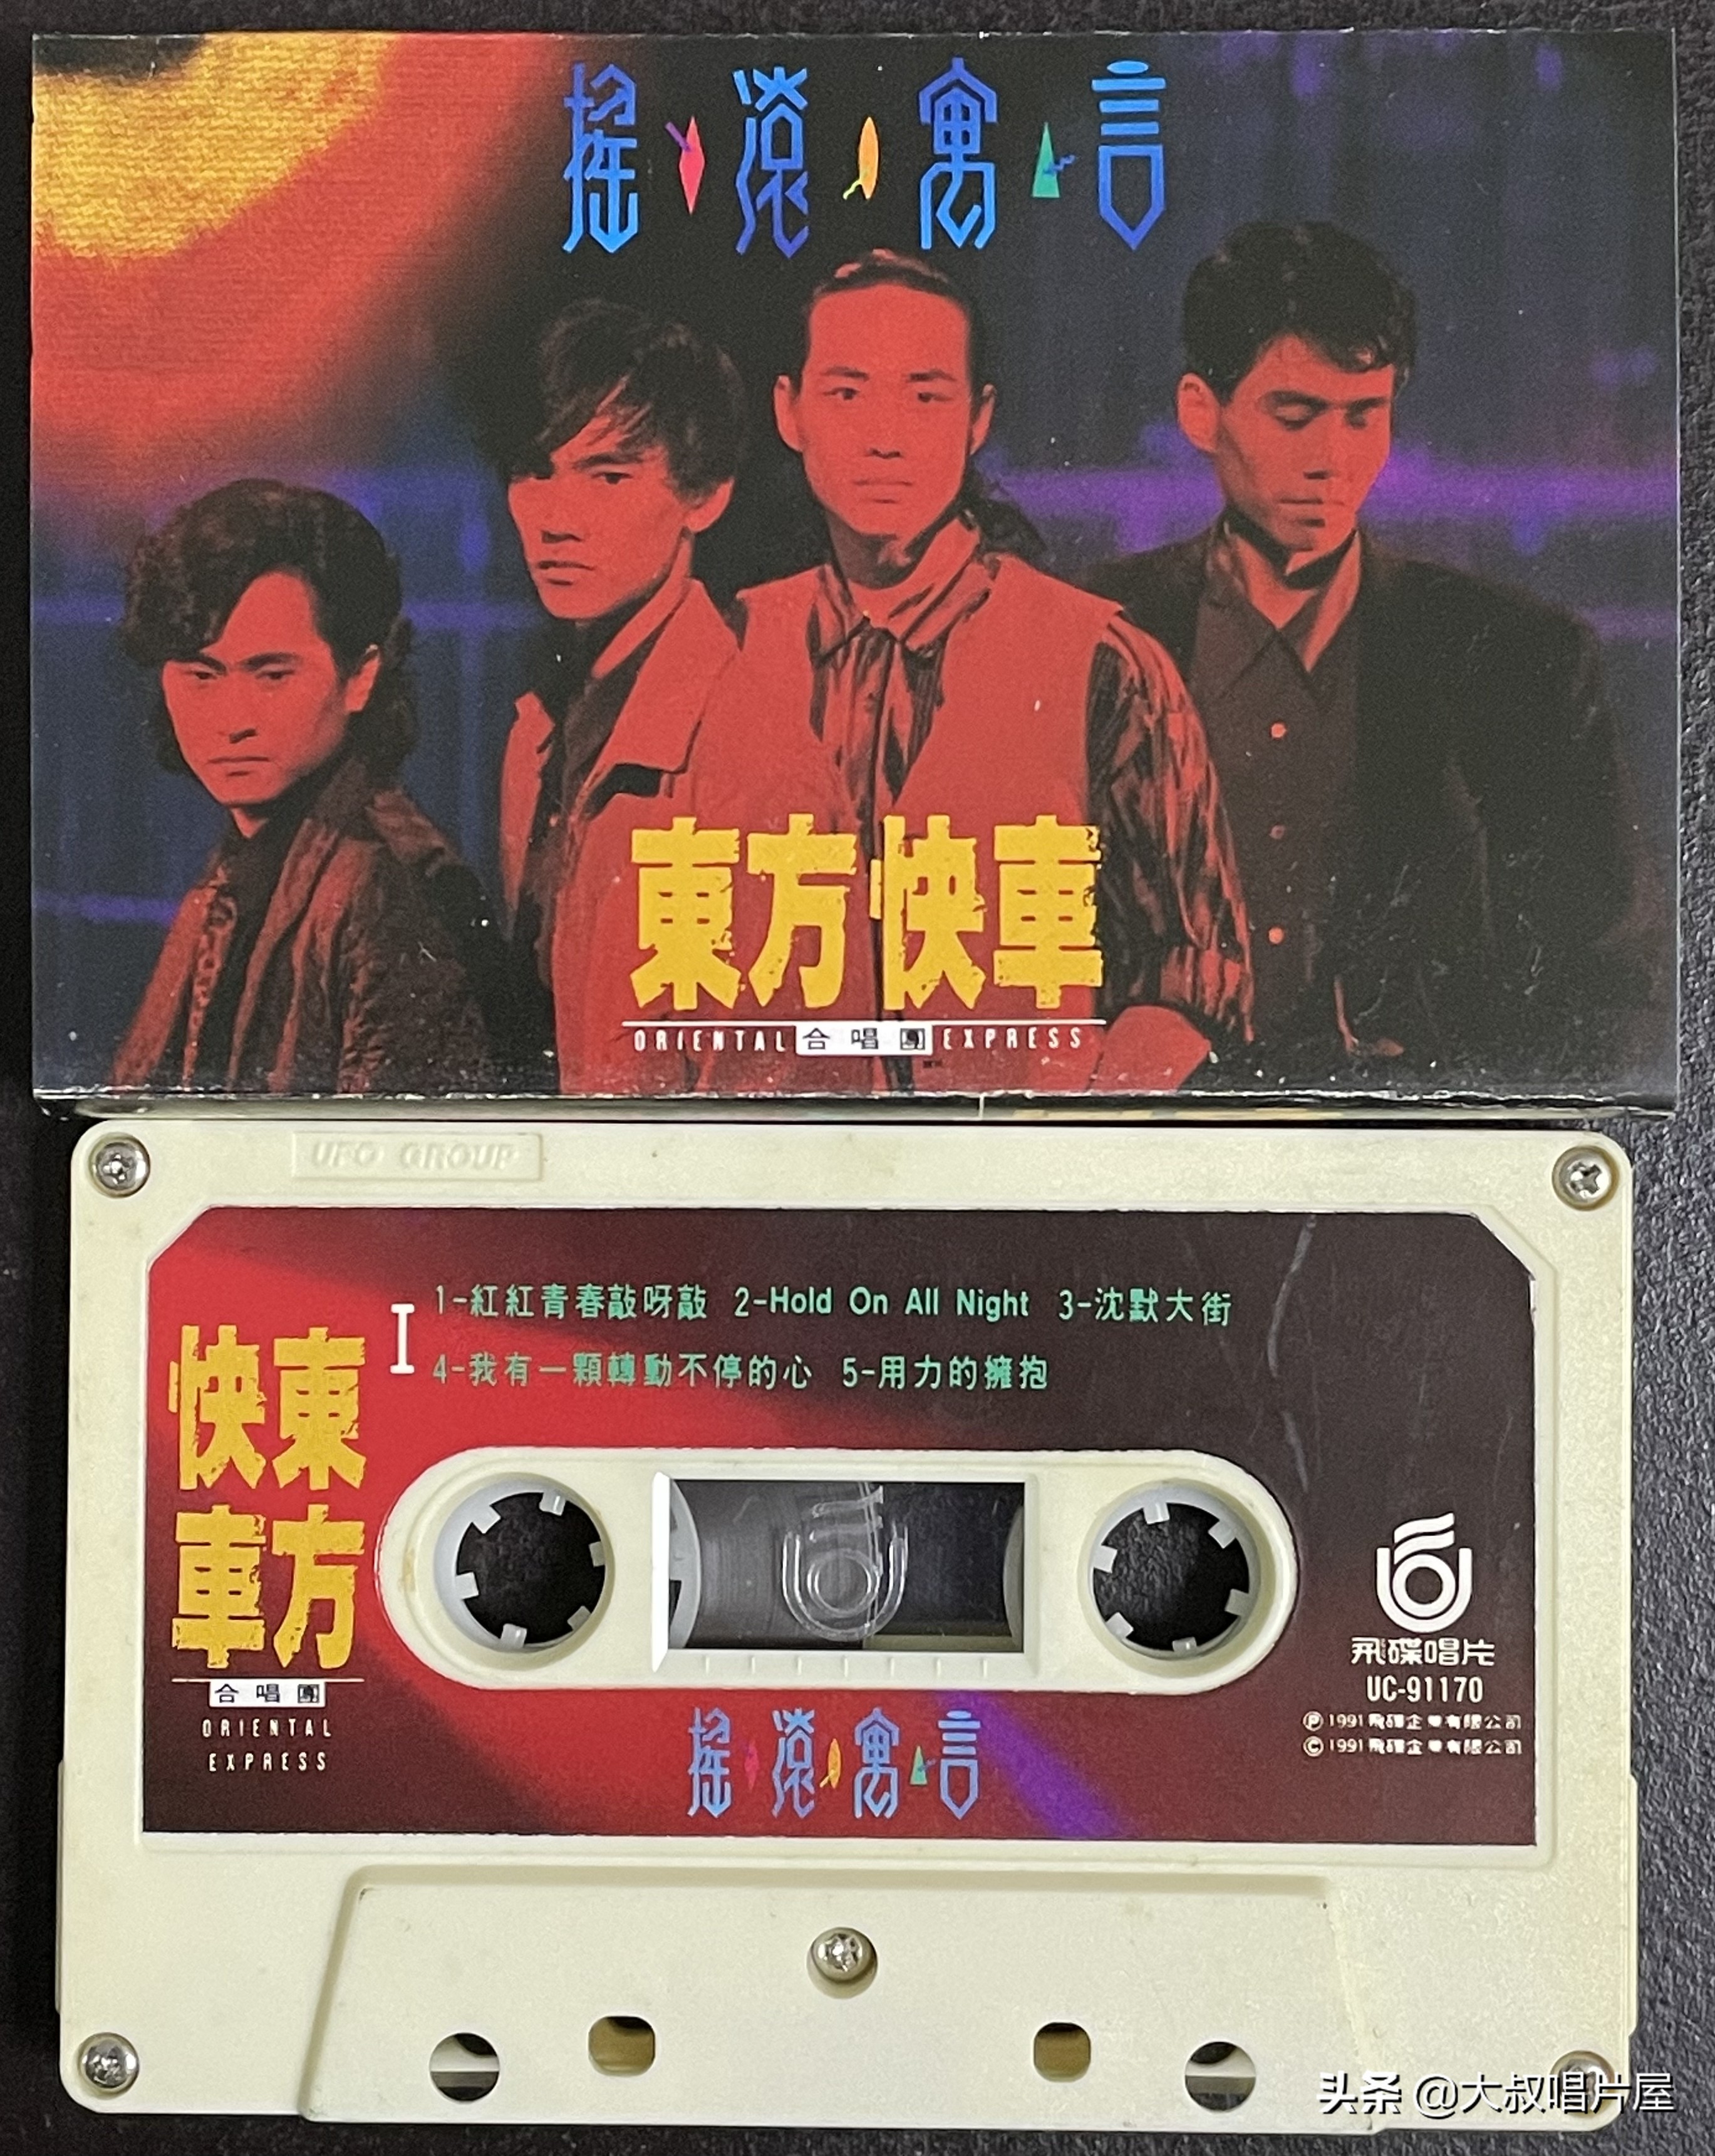 搖滾寓言
東方快車
ORIENTAL 合唱團 EXPRESS
UFO GROUP
I
1-紅紅青春敲呀敲 2-Hold On All Night 3-沈默大街
4-我有一顆轉動不停的心 5-用力的擁抱
東方快車
合唱團
ORIENTAL
EXPRESS
飛碟唱片
UC-91170
Ⓟ1991飛碟企業有限公司
Ⓒ1991飛碟企業有限公司
搖滾寓言
头条 @大叔唱片屋